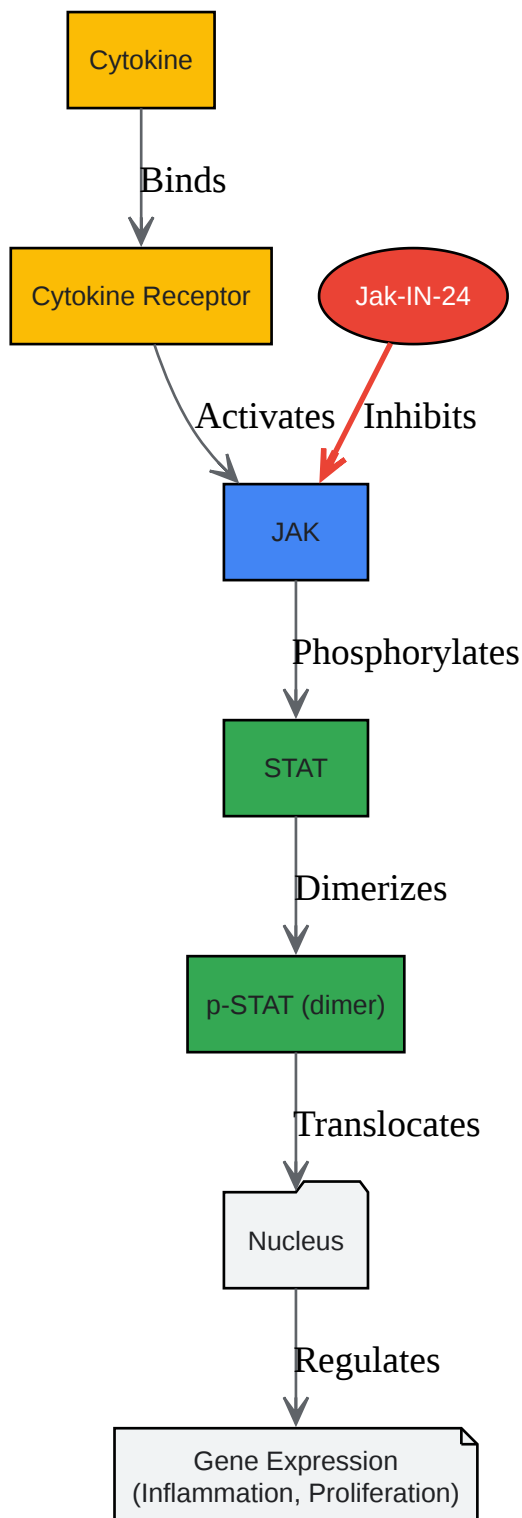 Cytokine
Binds
Cytokine Receptor
Jak-IN-24
Activates
Inhibits
JAK
Phosphorylates
STAT
Dimerizes
p-STAT (dimer)
Translocates
Nucleus
Regulates
Gene Expression
(Inflammation, Proliferation)